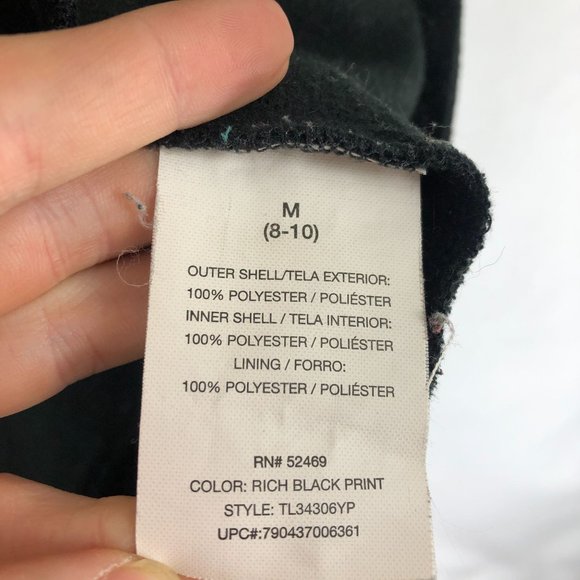 M
(8-10)
OUTER SHELL/TELA EXTERIOR:
100% POLYESTER / POLIÉSTER
INNER SHELL / TELA INTERIOR:
100% POLYESTER / POLIÉSTER
LINING / FORRO:
100% POLYESTER / POLIÉSTER
RN# 52469
COLOR: RICH BLACK PRINT
STYLE: TL34306YP
UPC#:790437006361